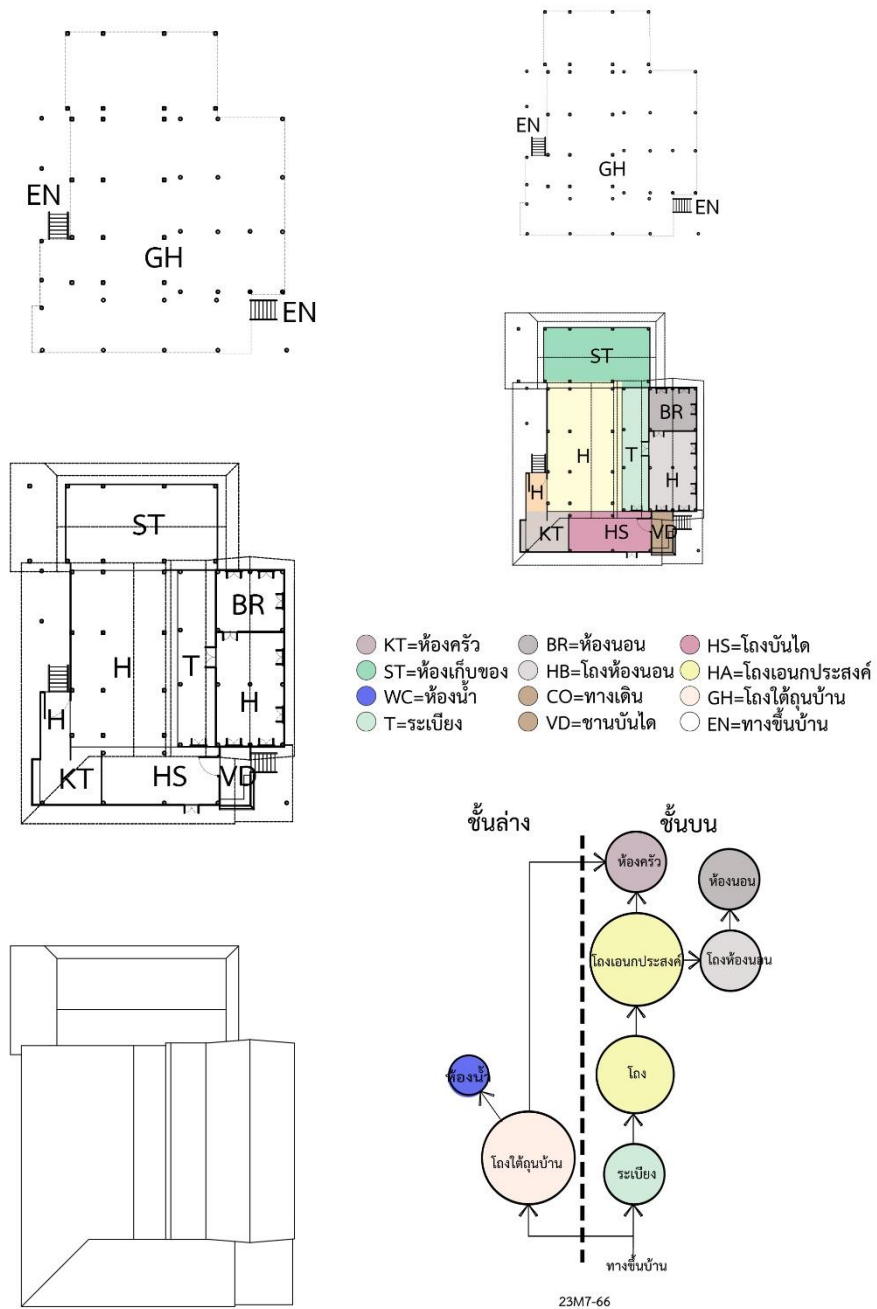 EN
GH
EN
EN
GH
EN
ST
BR
H
T
H
H
KT
HS
VD
ST
BR
H
T
H
H
KT
HS
VD
KT=ห้องครัว
BR=ห้องนอน
HS=โถงบันได
ST=ห้องเก็บของ
HB=โถงห้องนอน
HA=โถงเอนกประสงค์
WC=ห้องน้ำ
CO=ทางเดิน
GH=โถงใต้ถุนบ้าน
T=ระเบียง
VD=ชานบันได
EN=ทางขึ้นบ้าน
ชั้นล่าง
ชั้นบน
ห้องครัว
ห้องนอน
โถงเอนกประสงค์
โถงห้องนอน
ห้องน้ำ
โถง
โถงใต้ถุนบ้าน
ระเบียง
ทางขึ้นบ้าน
23M7-66